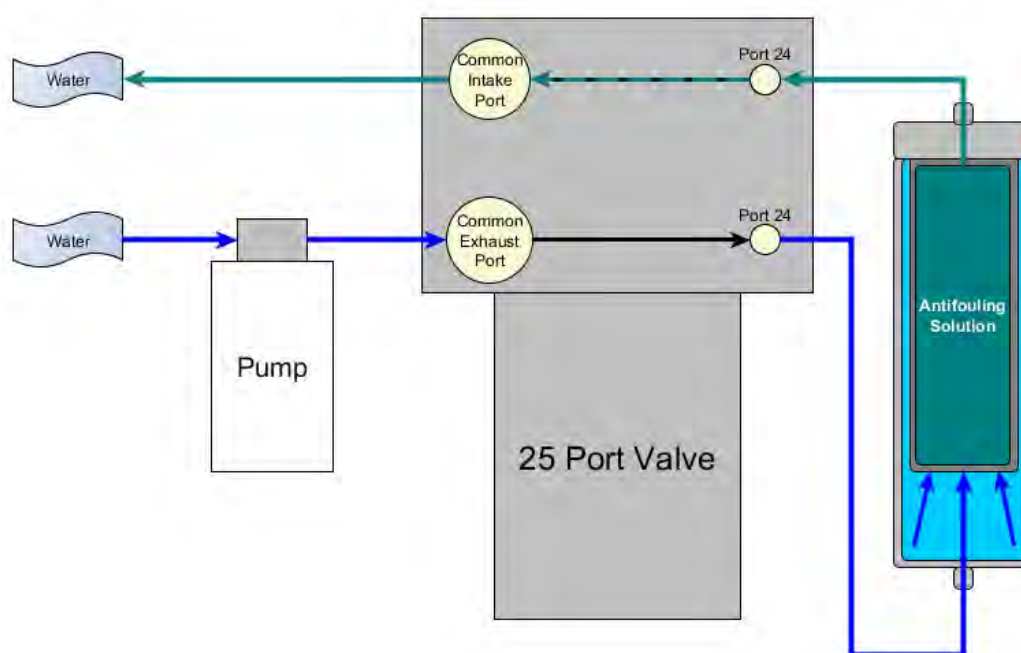 Water
Common
Intake
Port
Port 24
Water
Common
Exhaust
Port
Port 24
Antifouling
Solution
Pump
25 Port Valve